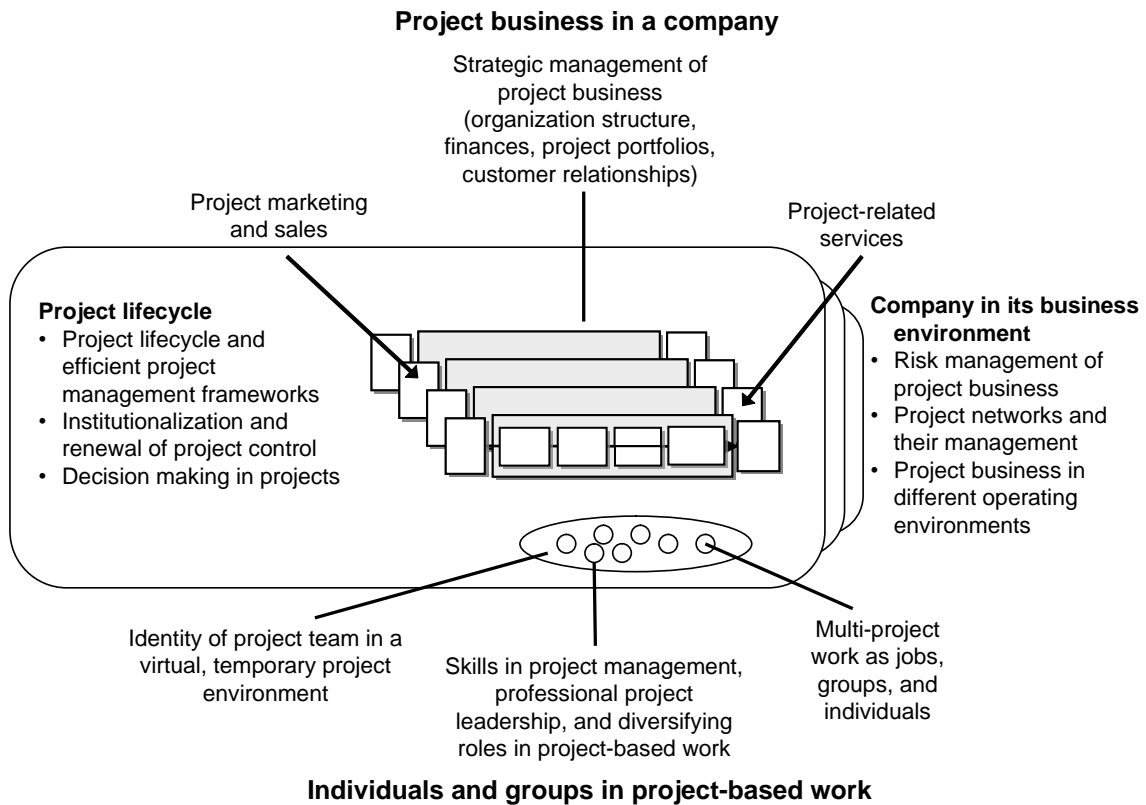 Project business in a company
Strategic management of
project business
(organization structure,
finances, project portfolios,
customer relationships)
Project marketing
and sales
Project-related
services
Project lifecycle
• Project lifecycle and
efficient project
management frameworks
• Institutionalization and
renewal of project control
• Decision making in projects
Company in its business
environment
• Risk management of
project business
• Project networks and
their management
• Project business in
different operating
environments
Identity of project team in a
virtual, temporary project
environment
Skills in project management,
professional project
leadership, and diversifying
roles in project-based work
Multi-project
work as jobs,
groups, and
individuals
Individuals and groups in project-based work